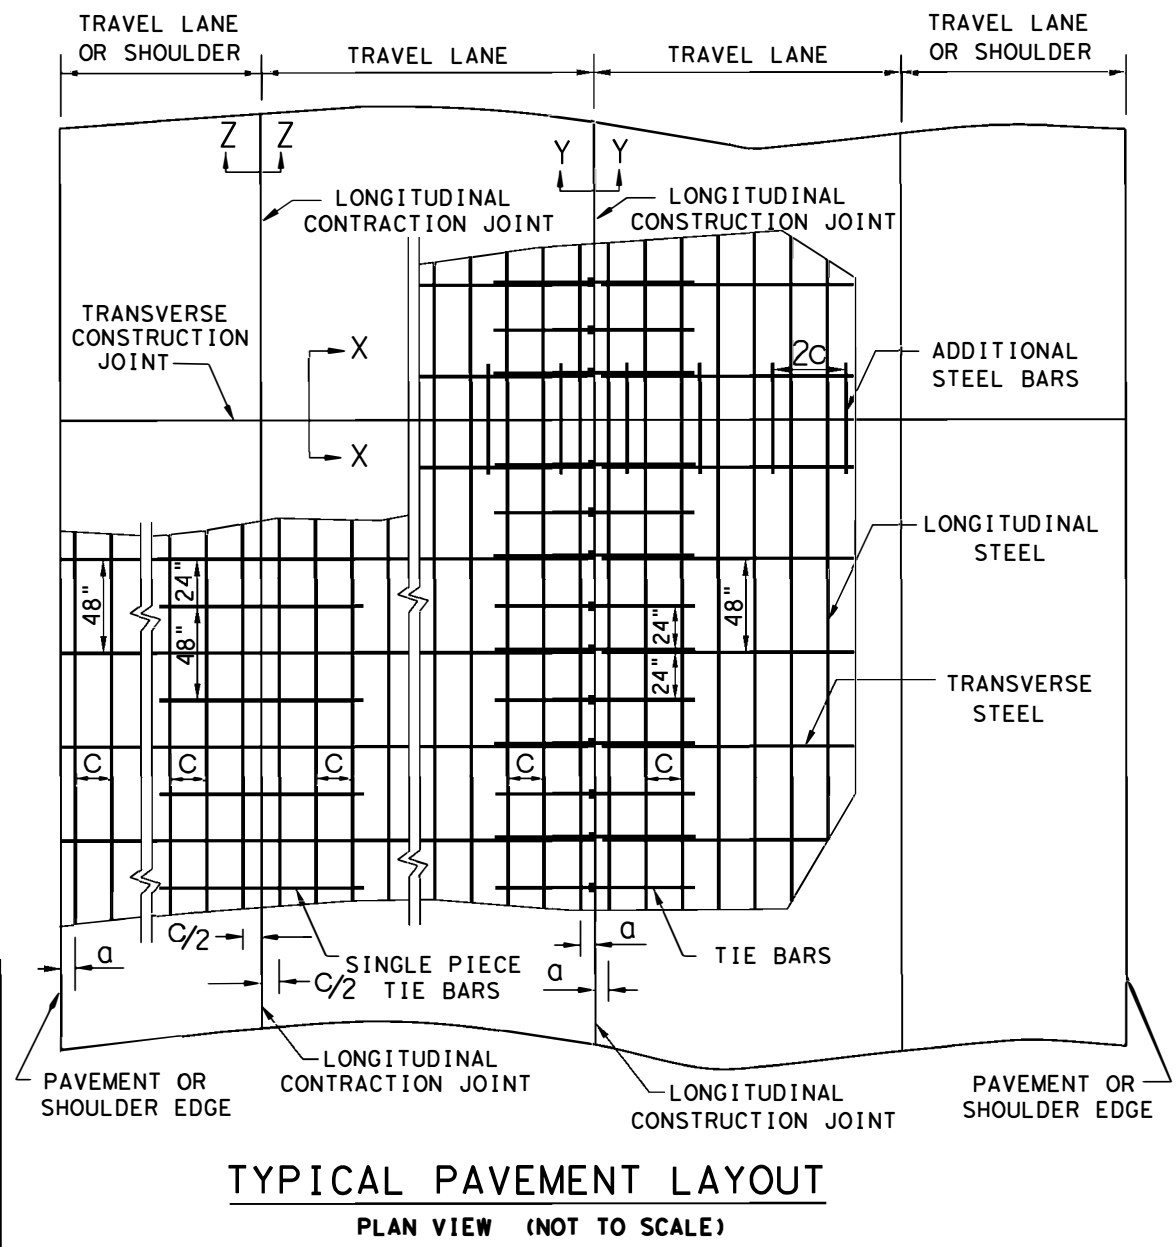 TRAVEL LANE
OR SHOULDER
TRAVEL LANE
TRAVEL LANE
TRAVEL LANE
OR SHOULDER
Z
Z
Y
Y
LONGITUDINAL
CONTRACTION JOINT
LONGITUDINAL
CONSTRUCTION JOINT
TRANSVERSE
CONSTRUCTION
JOINT
X
X
2C
ADDITIONAL
STEEL BARS
LONGITUDINAL
STEEL
48"
24"
48"
24"
24"
48"
TRANSVERSE
STEEL
C
C
C
C
C
C/2
a
C/2
SINGLE PIECE
TIE BARS
a
a
TIE BARS
LONGITUDINAL
CONTRACTION JOINT
PAVEMENT OR
SHOULDER EDGE
LONGITUDINAL
CONSTRUCTION JOINT
PAVEMENT OR
SHOULDER EDGE
TYPICAL PAVEMENT LAYOUT
PLAN VIEW (NOT TO SCALE)